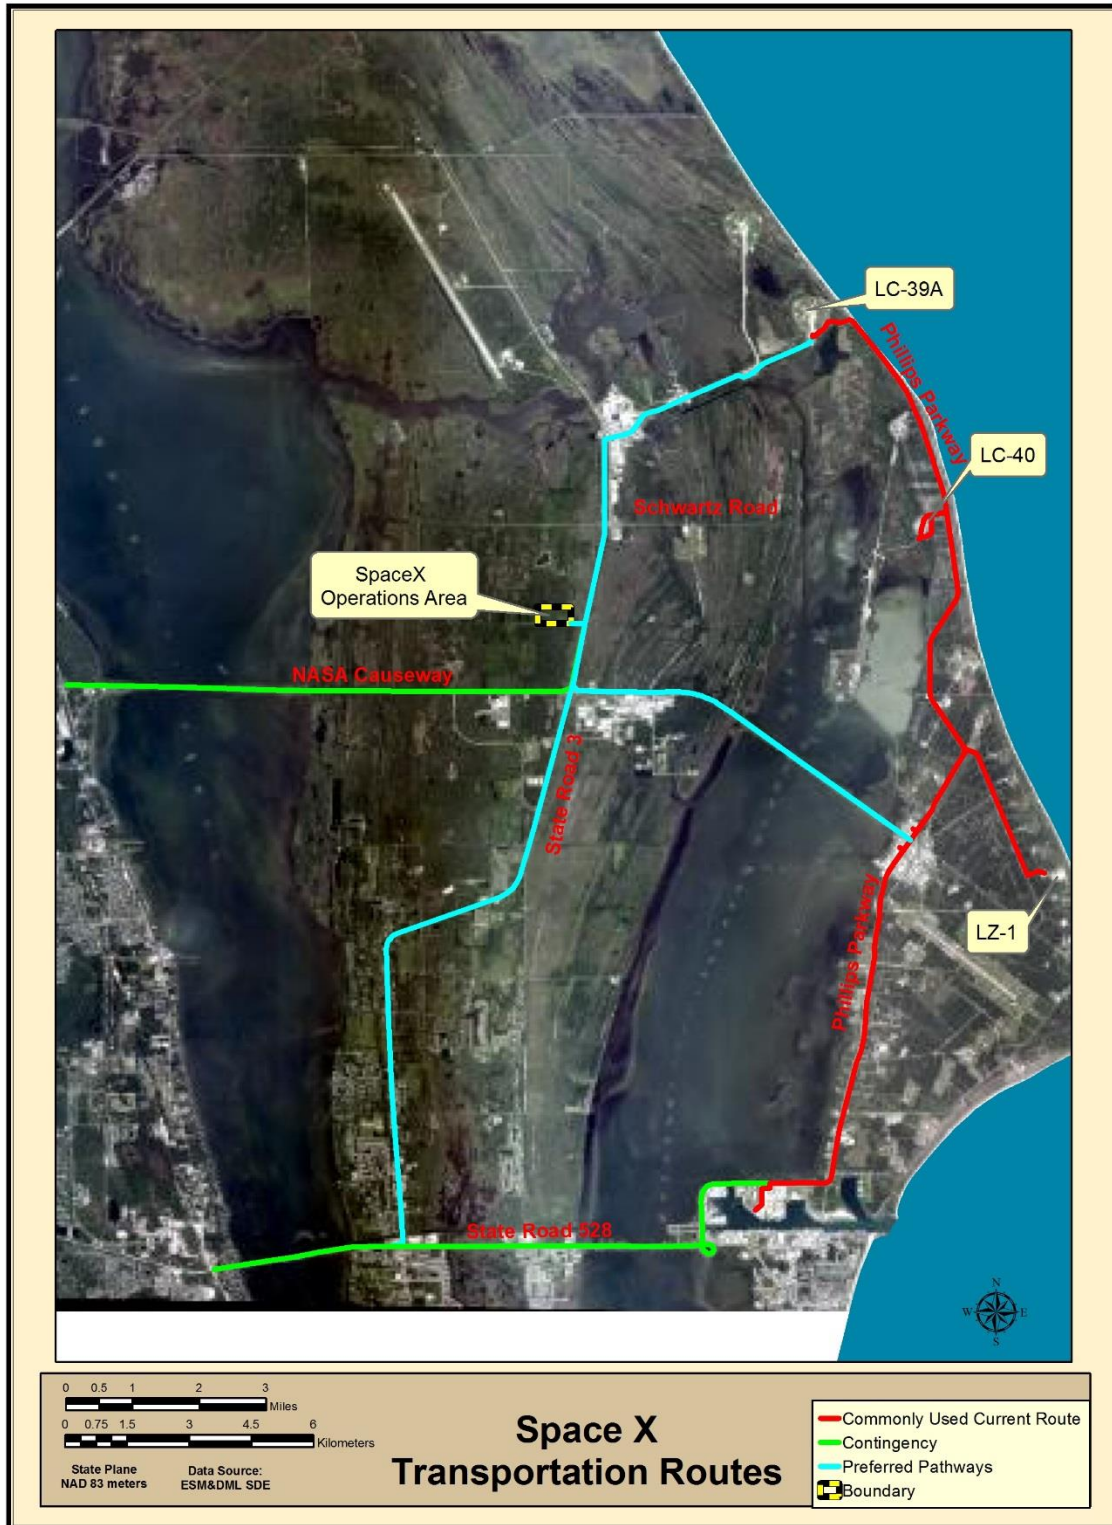 LC-39A
Phillips Parkway
LC-40
Schwartz Road
SpaceX
Operations Area
NASA Causeway
State Road 3
Phillips Parkway
LZ-1
State Road 528
N
W
E
S
0 0.5 1 2 3
Miles
0 0.75 1.5 3 4.5 6
Kilometers
State Plane
NAD 83 meters
Data Source:
ESM&DML SDE
Space X
Transportation Routes
Commonly Used Current Route
Contingency
Preferred Pathways
Boundary